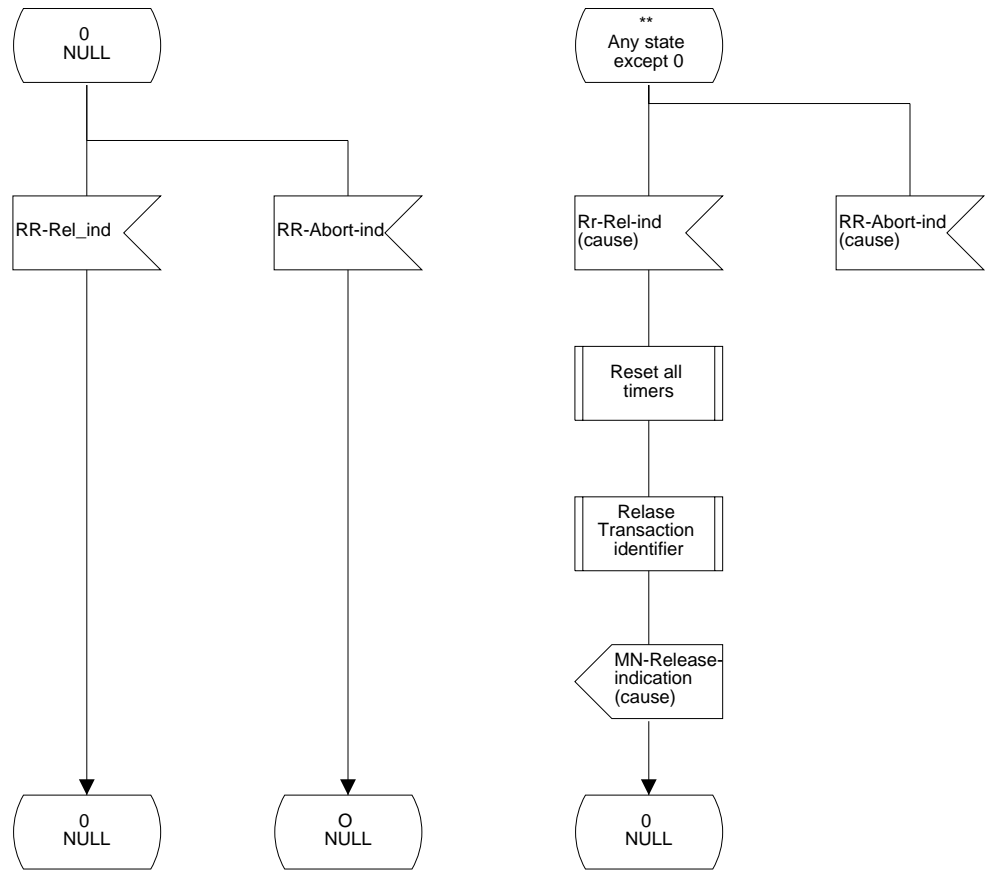 0
NULL
**
Any state
except 0
RR-Rel_ind
RR-Abort-ind
Rr-Rel-ind
(cause)
RR-Abort-ind
(cause)
Reset all
timers
Relase
Transaction
identifier
MN-Release-
indication
(cause)
0
NULL
O
NULL
0
NULL